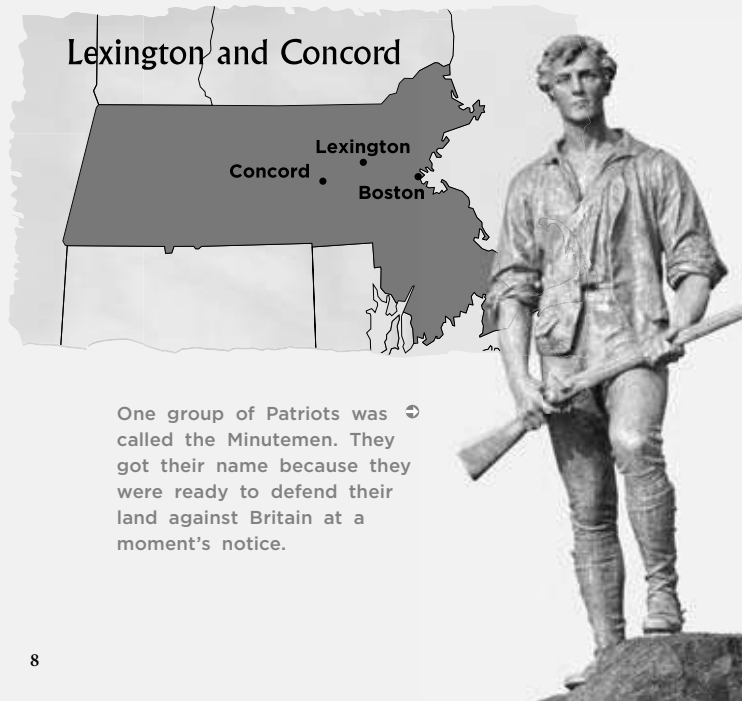 Lexington and Concord
Lexington
Concord
Boston
One group of Patriots was
called the Minutemen. They
got their name because they
were ready to defend their
land against Britain at a
moment's notice.
8